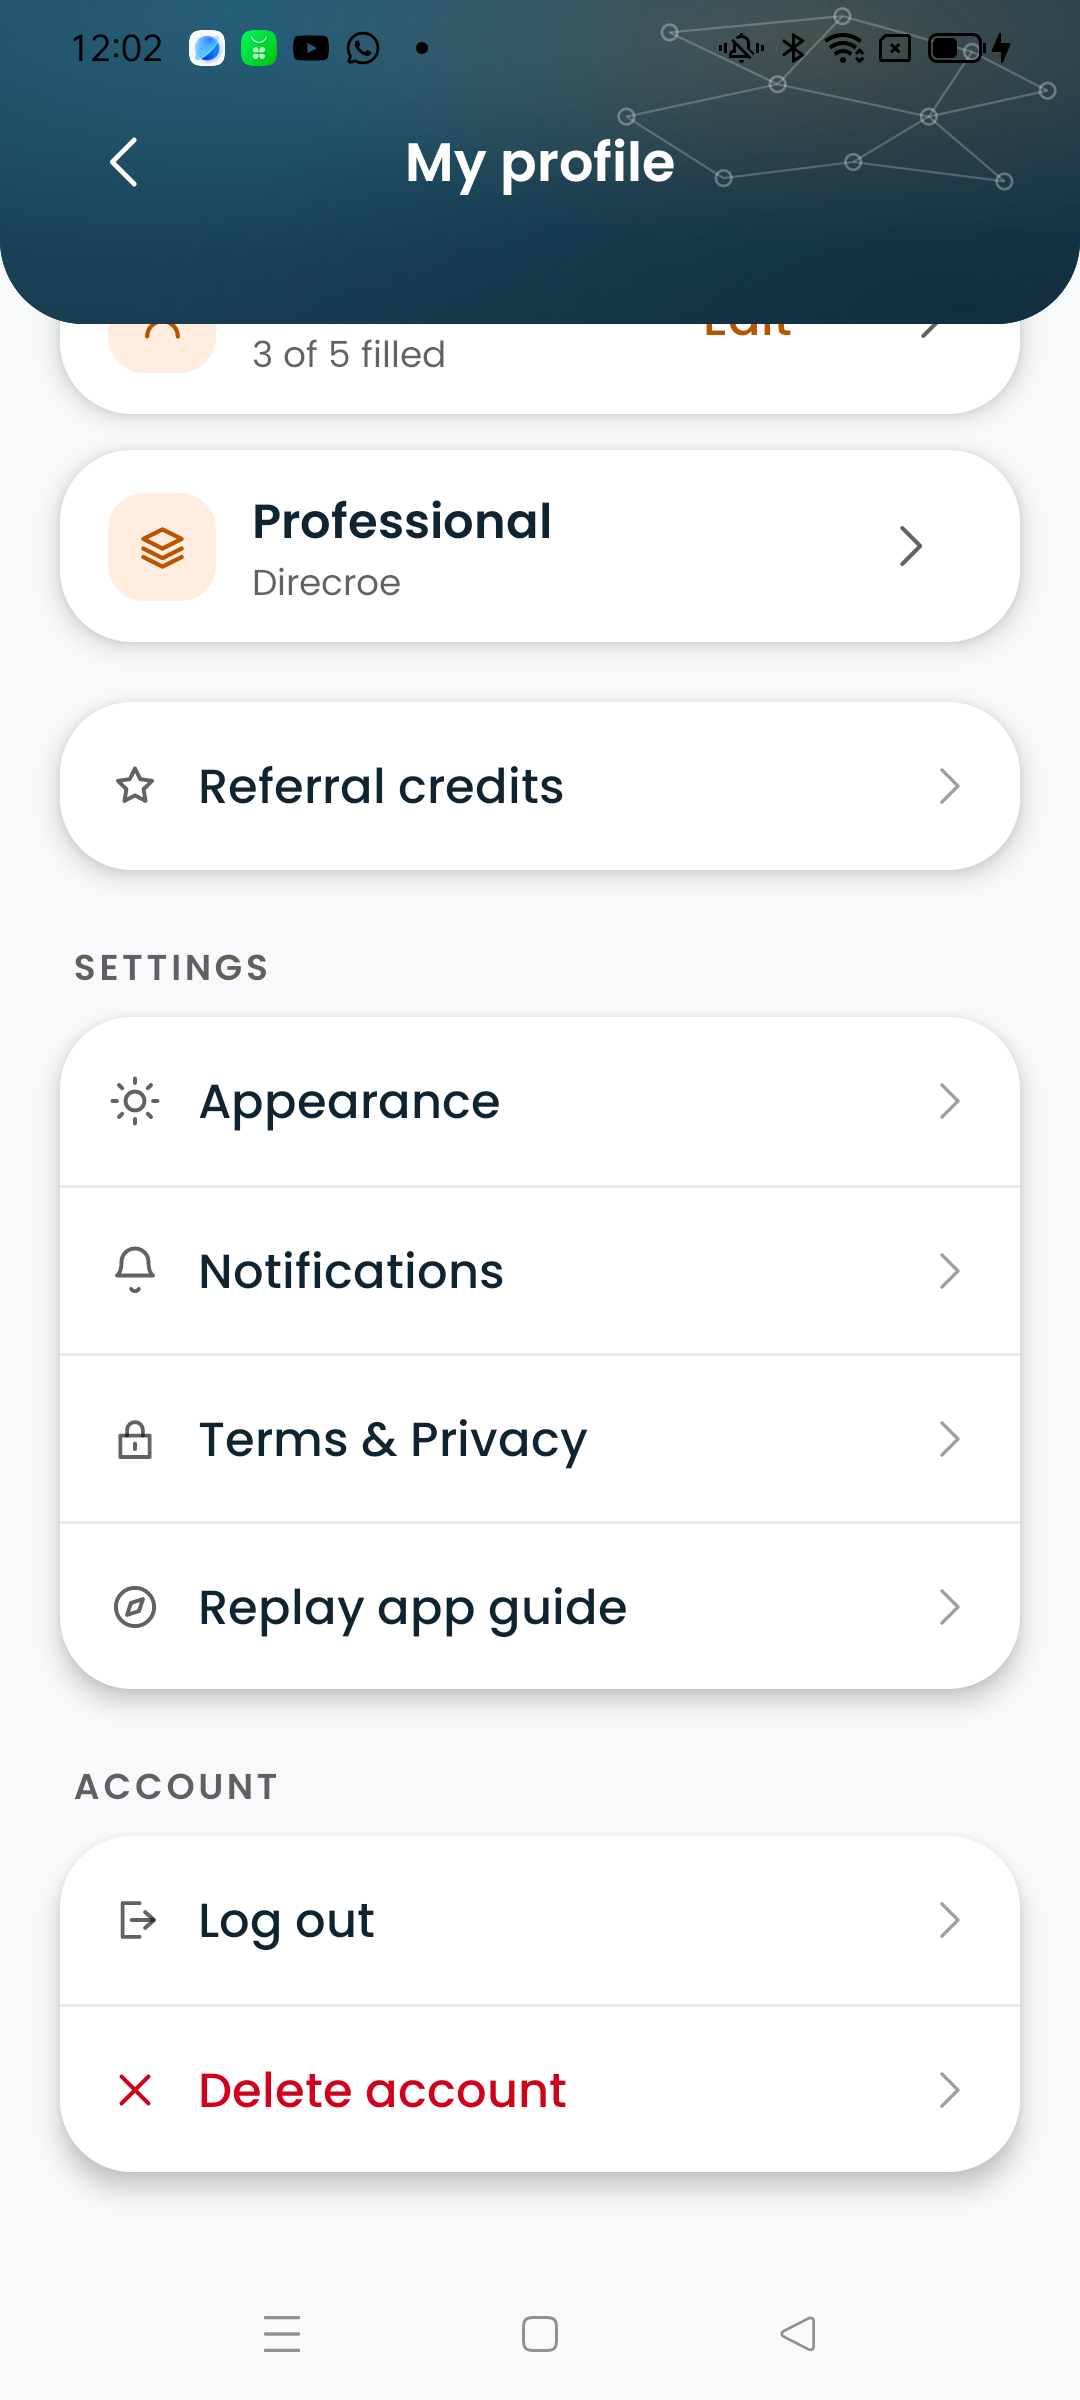 12:02
My profile
Edit
3 of 5 filled
Professional
Direcroe
Referral credits
SETTINGS
Appearance
Notifications
Terms & Privacy
Replay app guide
ACCOUNT
Log out
Delete account